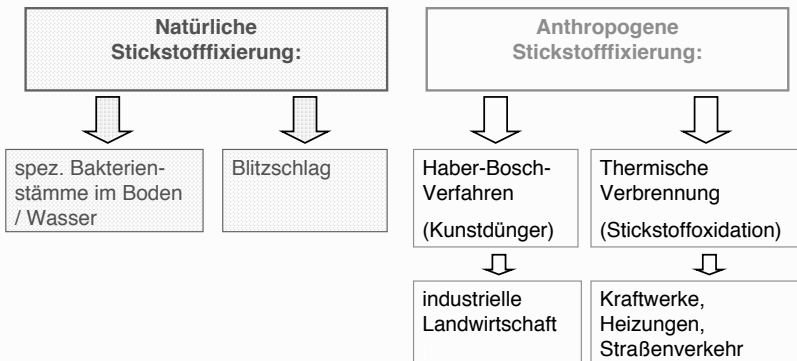 Natürliche
Stickstofffixierung:
Anthropogene
Stickstofffixierung:
spez. Bakterien-
stämme im Boden
/ Wasser
Blitzschlag
Haber-Bosch-
Verfahren
(Kunstdünger)
Thermische
Verbrennung
(Stickstoffoxidation)
industrielle
Landwirtschaft
Kraftwerke,
Heizungen,
Straßenverkehr